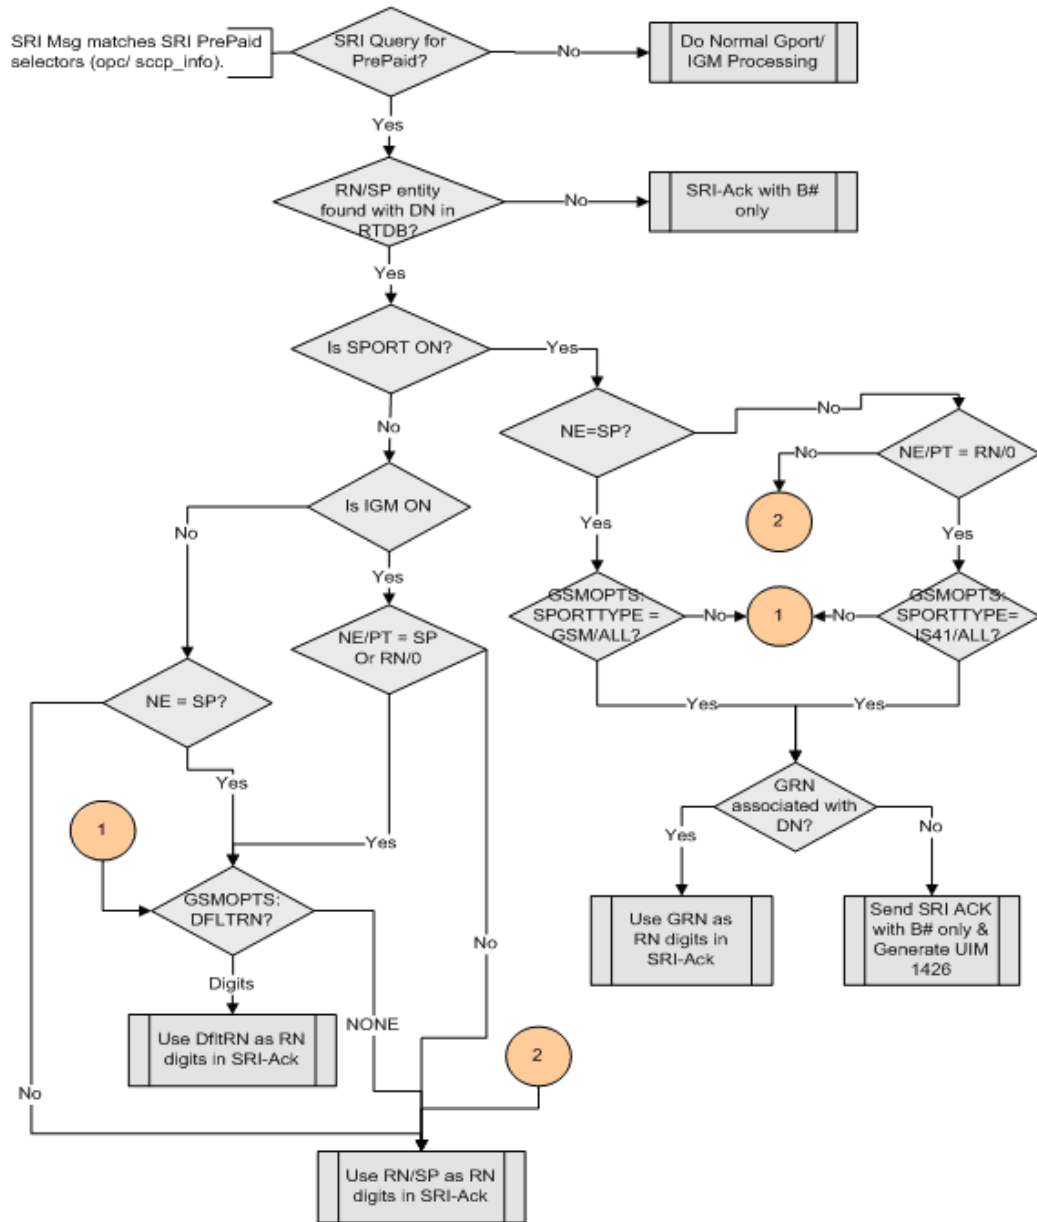 SRI Msg matches SRI PrePaid
selectors (opc/ sccp_info).
SRI Query for
PrePaid?
No
Do Normal Gport/
IGM Processing
Yes
RN/SP entity
found with DN in
RTDB?
No
SRI-Ack with B#
only
Yes
Is SPORT ON?
Yes
No
NE=SP?
No
NE/PT = RN/0
No
2
Yes
Yes
Is IGM ON
No
Yes
GSMOPTS:
SPORTTYPE =
GSM/ALL?
No
1
No
GSMOPTS:
SPORTTYPE=
IS41/ALL?
NE/PT = SP
Or RN/0
NE = SP?
Yes
Yes
Yes
GRN
associated with
DN?
1
Yes
Yes
No
GSMOPTS:
DFLTRN?
Use GRN as
RN digits in
SRI-Ack
Send SRI ACK
with B# only &
Generate UIM
1426
No
Digits
NONE
Use DfltRN as RN
digits in SRI-Ack
2
No
Use RN/SP as RN
digits in SRI-Ack